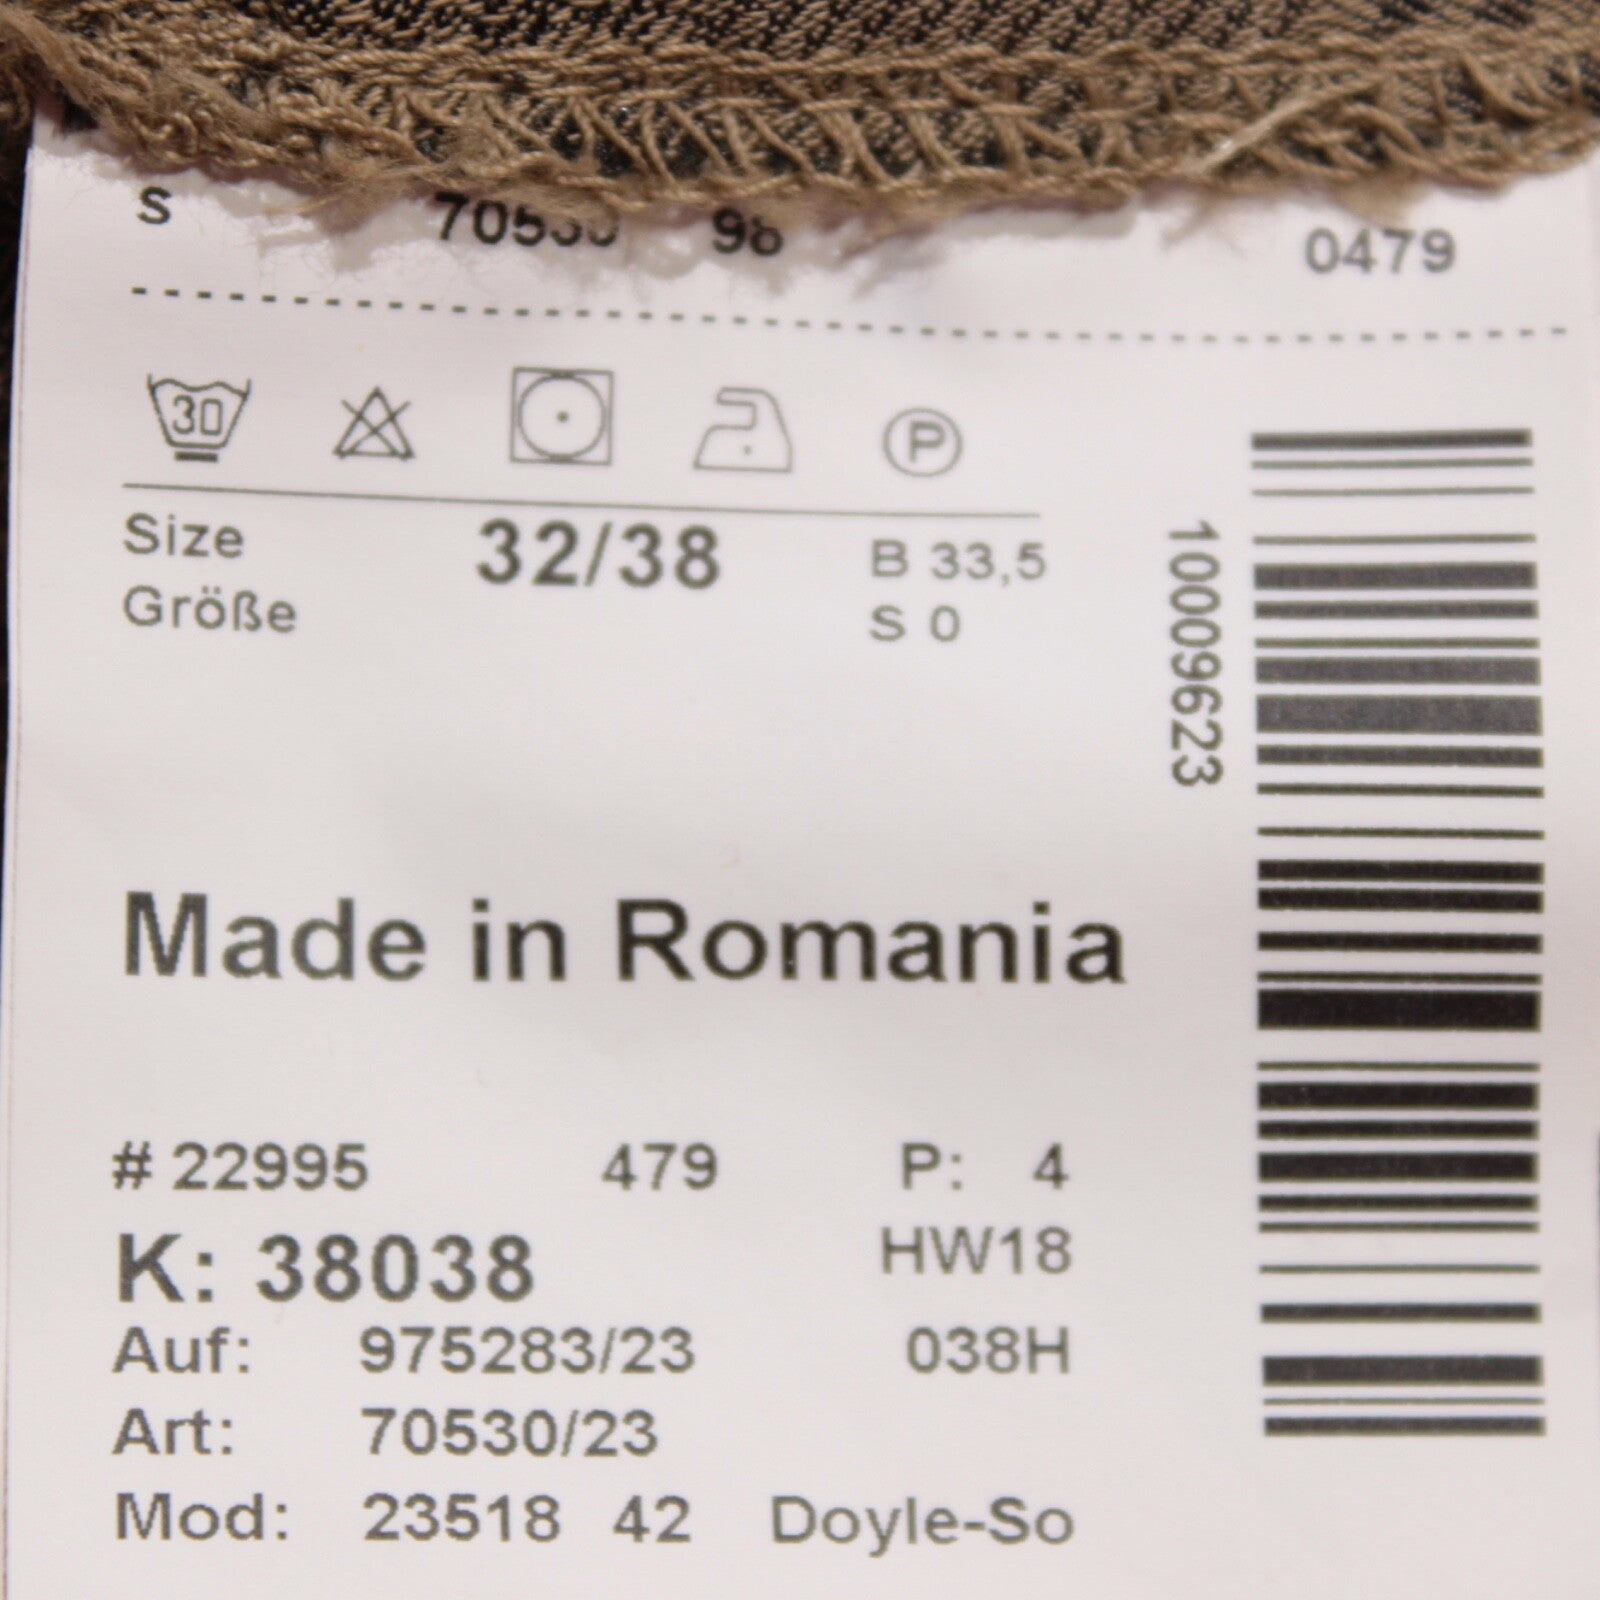 S 70530 98 0479
30 P
Size 32/38 B 33,5
Größe S 0
10009623
Made in Romania
# 22995 479 P: 4
K: 38038 HW18
Auf: 975283/23 038H
Art: 70530/23
Mod: 23518 42 Doyle-So